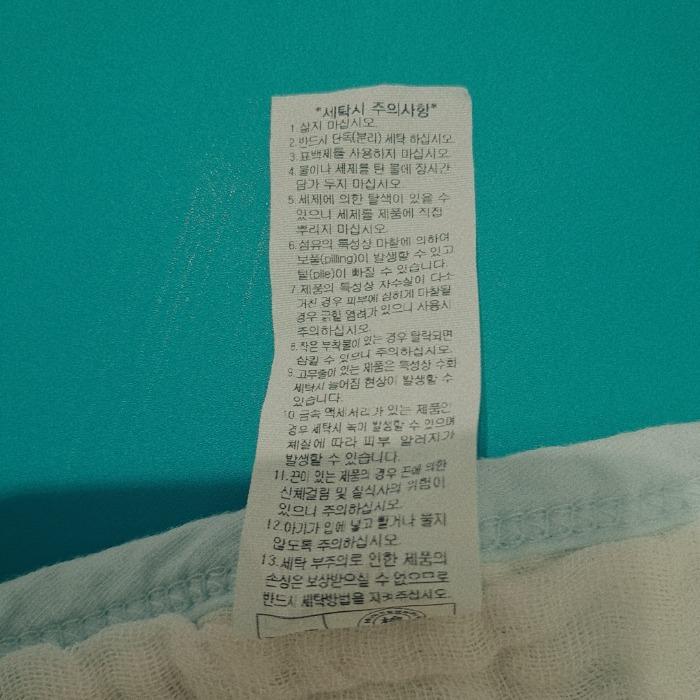 *세탁시 주의사항*
1.삶지 마십시오.
2.반드시 단독(분리) 세탁 하십시오.
3.표백제를 사용하지 마십시오.
4.물이나 세제를 탄 물에 장시간
담가 두지 마십시오.
5.세제에 의한 탈색이 있을 수
있으니 세제를 제품에 직접
뿌리지 마십시오.
6.섬유의 특성상 마찰에 의하여
보풀(pilling)이 발생할 수 있고
털(pile)이 빠질 수 있습니다.
7.제품의 특성상 자수실이 다소
거친 경우 피부에 심하게 마찰될
경우 긁힐 염려가 있으니 사용시
주의하십시오.
8.작은 부착물이 있는 경우 탈락되면
삼킬 수 있으니 주의하십시오.
9.고무줄이 있는 제품은 특성상 수회
세탁시 늘어짐 현상이 발생할 수
있습니다.
10.금속 액세서리가 있는 제품인
경우 세탁시 녹이 발생할 수 있으며
체질에 따라 피부 알러지가
발생할 수 있습니다.
11.끈이 있는 제품의 경우 끈에 의한
신체걸림 및 질식사의 위험이
있으니 주의하십시오.
12.아기가 입에 넣고 빨거나 물지
않도록 주의하십시오.
13.세탁 부주의로 인한 제품의
손상은 보상받으실 수 없으므로
반드시 세탁방법을 지켜 주십시오.